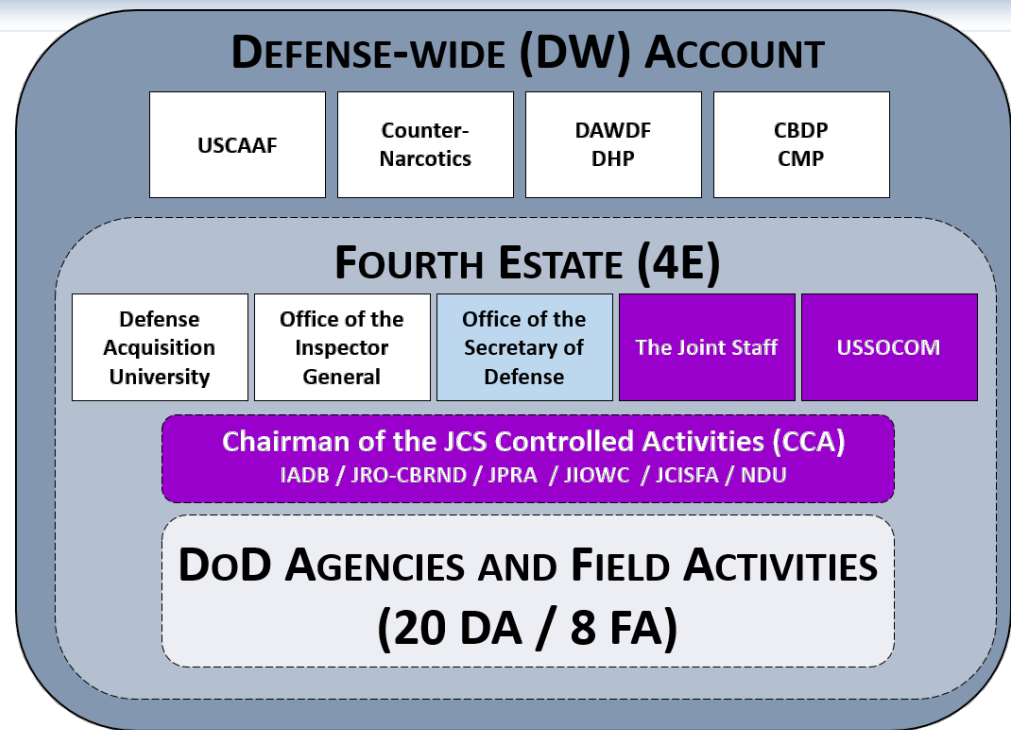 DEFENSE-WIDE (DW) ACCOUNT
USCAAF
Counter-
Narcotics
DAWDF
DHP
CBDP
CMP
FOURTH ESTATE (4E)
Defense
Acquisition
University
Office of the
Inspector
General
Office of the
Secretary of
Defense
The Joint Staff
USSOCOM
Chairman of the JCS Controlled Activities (CCA)
IADB / JRO-CBRND / JPRA / JIOWC / JCISFA / NDU
DOD AGENCIES AND FIELD ACTIVITIES
(20 DA / 8 FA)